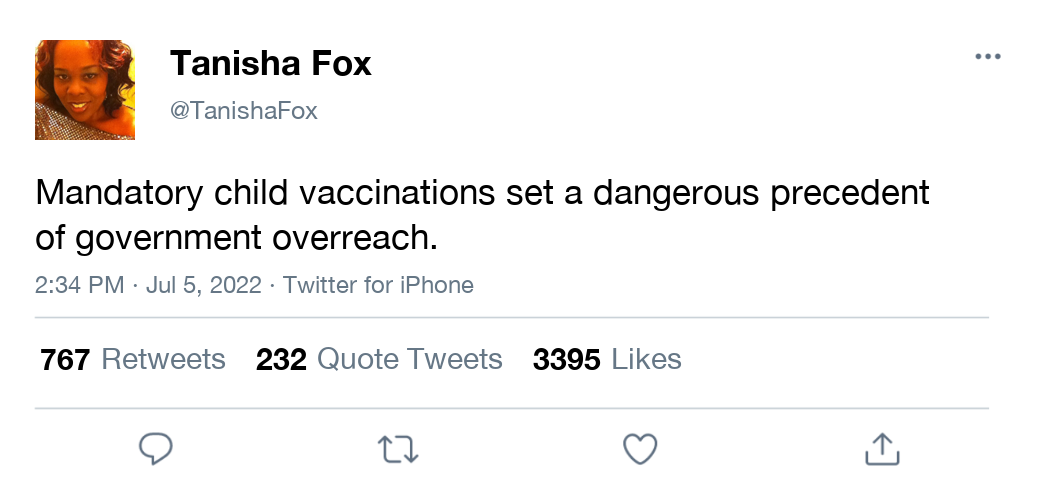 Tanisha Fox
@TanishaFox
Mandatory child vaccinations set a dangerous precedent
of government overreach.
2:34 PM · Jul 5, 2022 · Twitter for iPhone
767 Retweets 232 Quote Tweets 3395 Likes